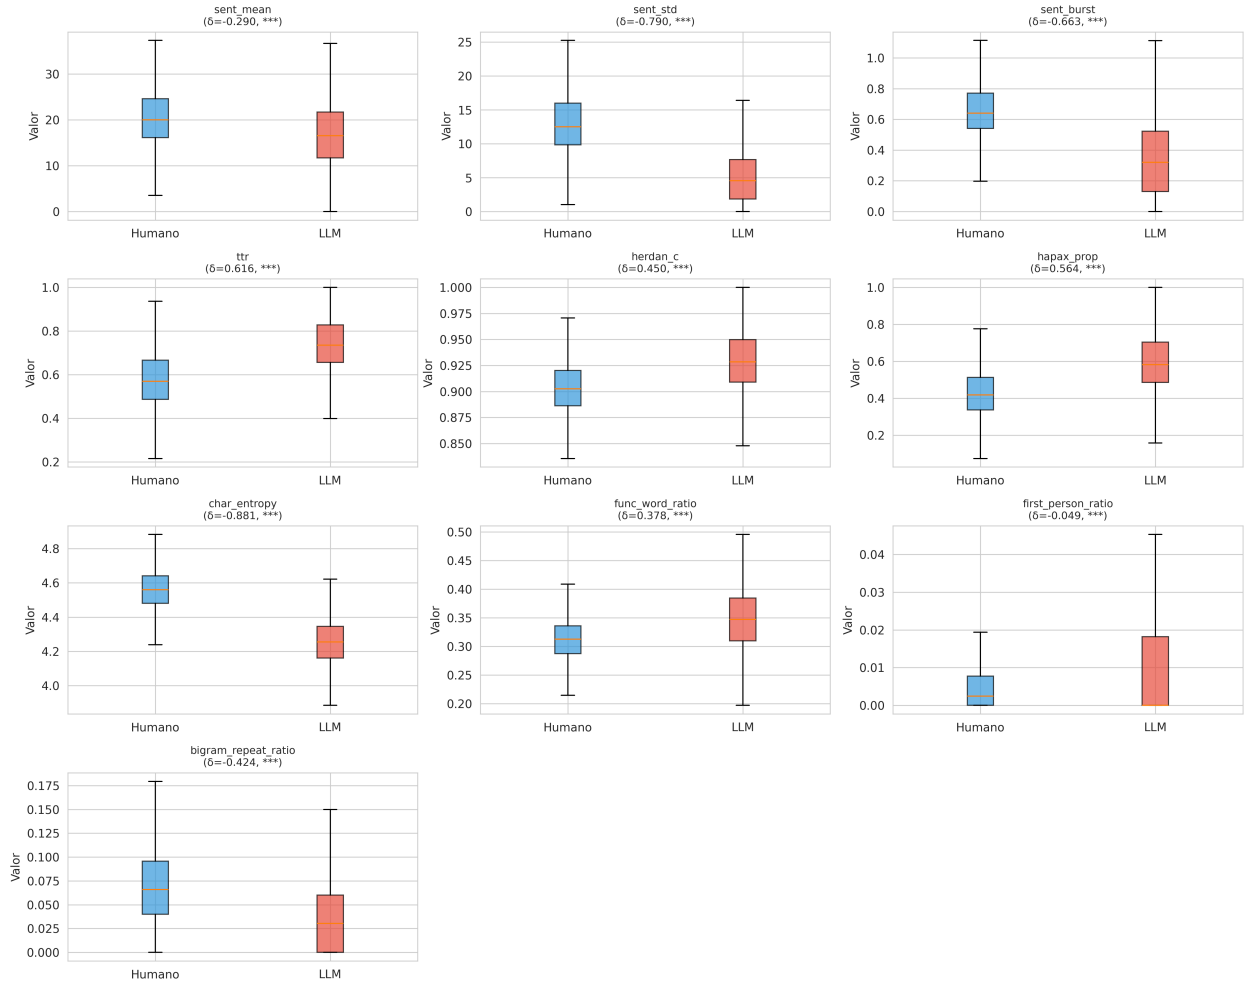 sent_mean
(δ=-0.290, ***)
Valor
30
20
10
0
Humano
LLM
sent_std
(δ=-0.790, ***)
Valor
25
20
15
10
5
0
Humano
LLM
sent_burst
(δ=-0.663, ***)
Valor
1.0
0.8
0.6
0.4
0.2
0.0
Humano
LLM
ttr
(δ=0.616, ***)
Valor
1.0
0.8
0.6
0.4
0.2
Humano
LLM
herdan_c
(δ=0.450, ***)
Valor
1.000
0.975
0.950
0.925
0.900
0.875
0.850
Humano
LLM
hapax_prop
(δ=0.564, ***)
Valor
1.0
0.8
0.6
0.4
0.2
Humano
LLM
char_entropy
(δ=-0.881, ***)
Valor
4.8
4.6
4.4
4.2
4.0
Humano
LLM
func_word_ratio
(δ=0.378, ***)
Valor
0.50
0.45
0.40
0.35
0.30
0.25
0.20
Humano
LLM
first_person_ratio
(δ=-0.049, ***)
Valor
0.04
0.03
0.02
0.01
0.00
Humano
LLM
bigram_repeat_ratio
(δ=-0.424, ***)
Valor
0.175
0.150
0.125
0.100
0.075
0.050
0.025
0.000
Humano
LLM